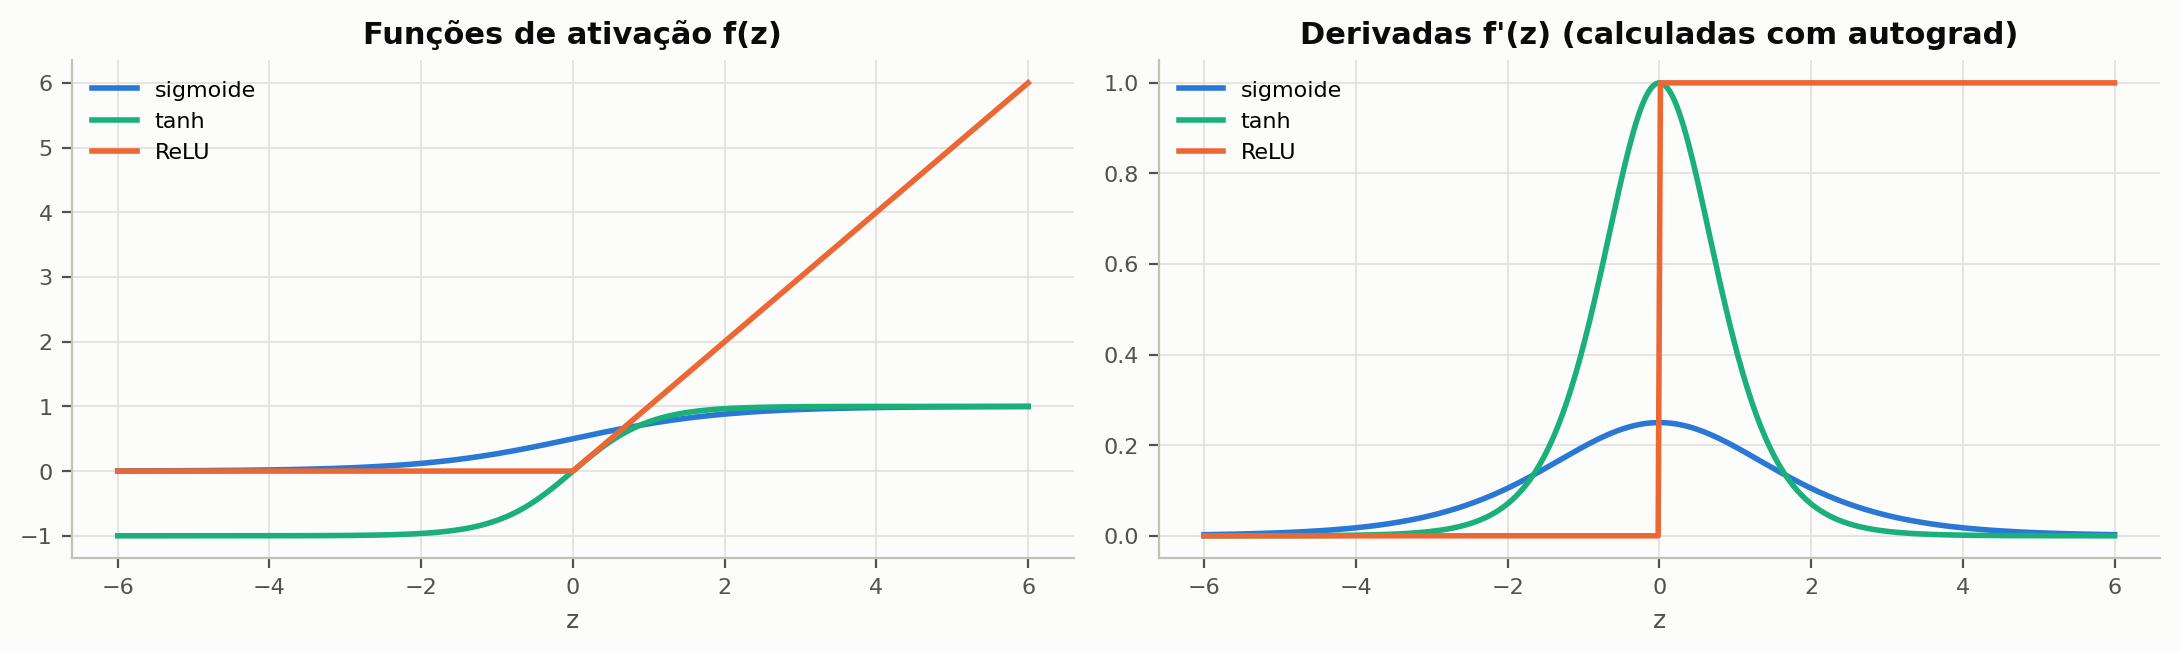 Funções de ativação f(z)
sigmoide
tanh
ReLU
6
5
4
3
2
1
0
−1
−6 −4 −2 0 2 4 6
z
Derivadas f'(z) (calculadas com autograd)
sigmoide
tanh
ReLU
1.0
0.8
0.6
0.4
0.2
0.0
−6 −4 −2 0 2 4 6
z